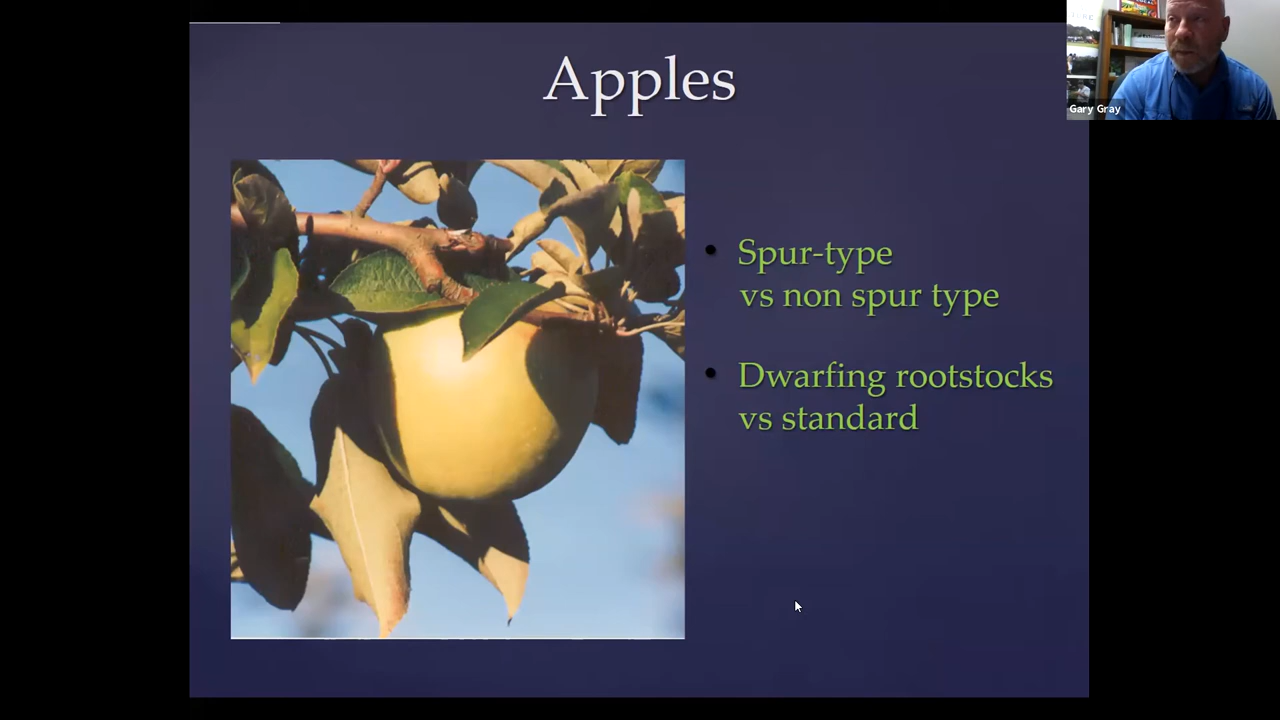 Apples
Gary Gray
• Spur-type
vs non spur type
• Dwarfing rootstocks
vs standard